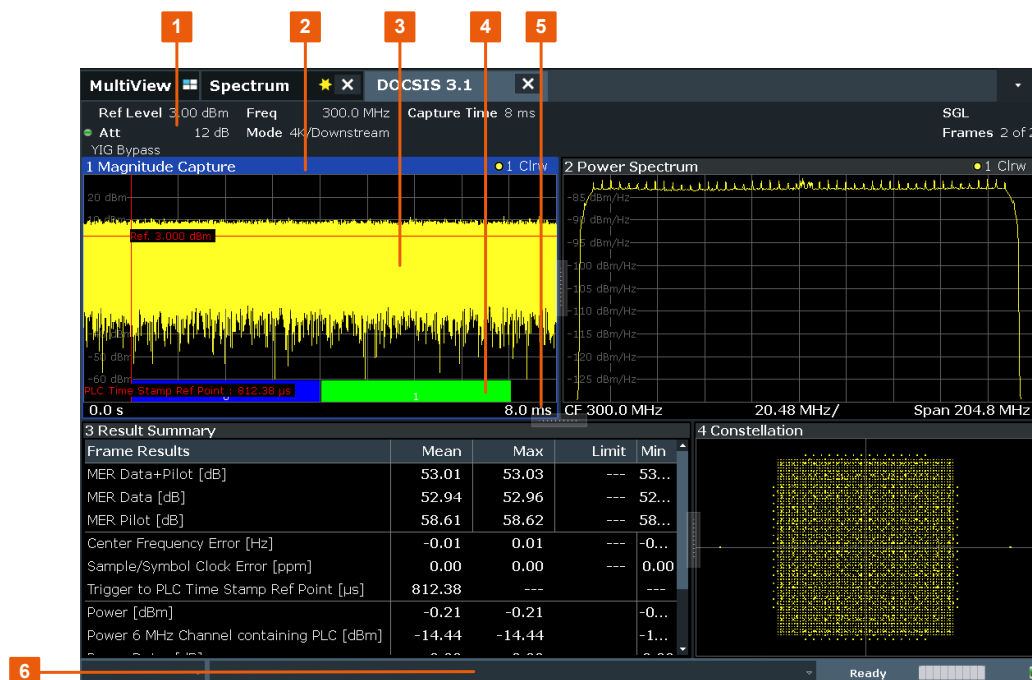 1 2 3 4 5
MultiView Spectrum DOCSIS 3.1
Ref Level 3.00 dBm Freq 300.0 MHz Capture Time 8 ms SGL
Att 12 dB Mode 4K/Downstream Frames 2 of
YIG Bypass
1 Magnitude Capture 1 Clrw
20 dBm
10 dBm
Ref. 3.000 dBm
-50 dBm
-60 dBm
PLC Time Stamp Ref Point : 812.38 µs
1
0.0 s 8.0 ms
2 Power Spectrum 1 Clrw
-85 dBm/Hz
-90 dBm/Hz
-95 dBm/Hz
-100 dBm/Hz
-105 dBm/Hz
-110 dBm/Hz
-115 dBm/Hz
-120 dBm/Hz
-125 dBm/Hz
CF 300.0 MHz 20.48 MHz/ Span 204.8 MHz
3 Result Summary
Frame Results Mean Max Limit Min
MER Data+Pilot [dB] 53.01 53.03 --- 53...
MER Data [dB] 52.94 52.96 --- 52...
MER Pilot [dB] 58.61 58.62 --- 58...
Center Frequency Error [Hz] -0.01 0.01 --- -0...
Sample/Symbol Clock Error [ppm] 0.00 0.00 --- 0.00
Trigger to PLC Time Stamp Ref Point [µs] 812.38 --- ---
Power [dBm] -0.21 -0.21 -0...
Power 6 MHz Channel containing PLC [dBm] -14.44 -14.44 -1...
4 Constellation
6
Ready